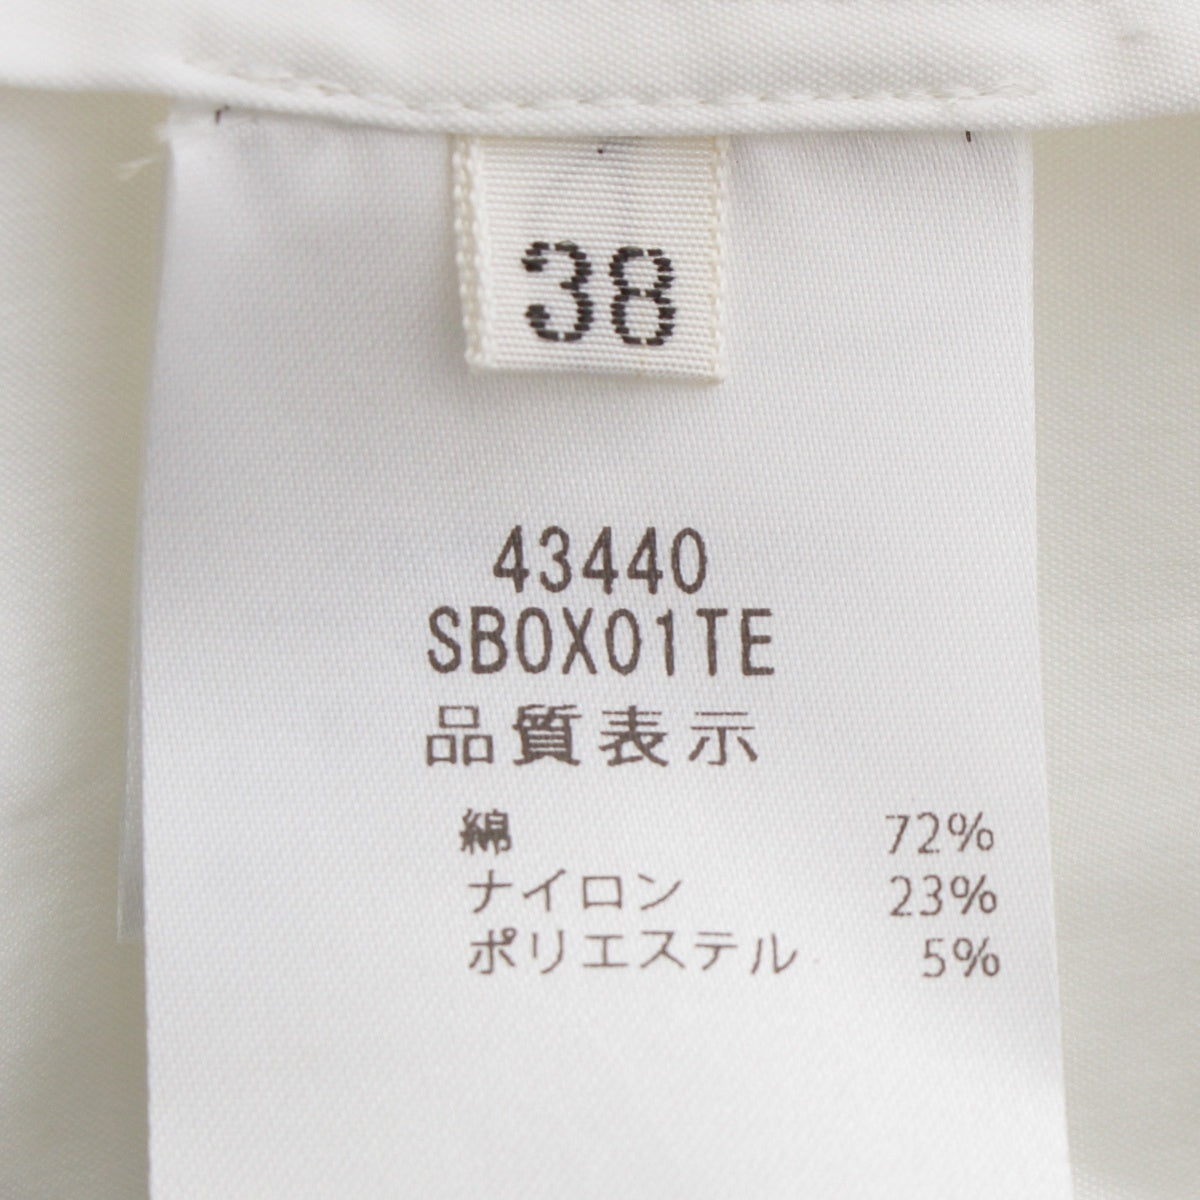 38
43440
SBOX01TE
品質表示
綿 72%
ナイロン 23%
ポリエステル 5%